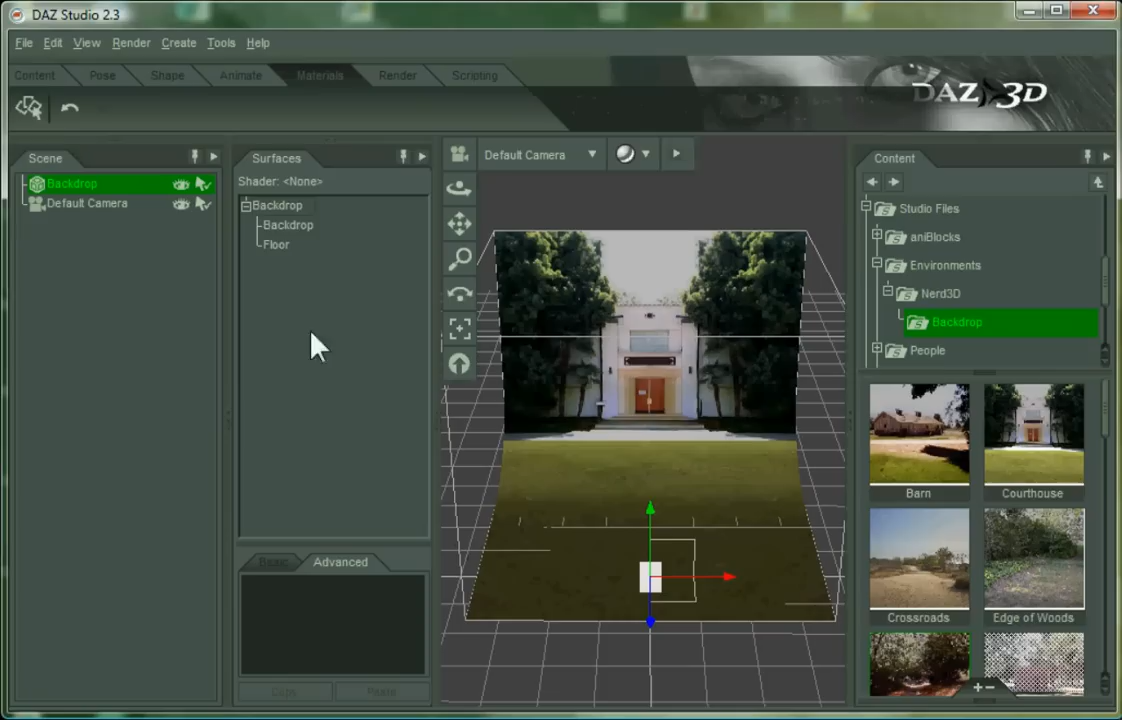 DAZ Studio 2.3
File Edit View Render Create Tools Help
Content Pose Shape Animate Materials Render Scripting
DAZ 3D
Scene
Backdrop
Default Camera
Surfaces
Shader: <None>
Backdrop
Backdrop
Floor
Basic Advanced
Copy Paste
Default Camera
Content
Studio Files
aniBlocks
Environments
Nerd3D
Backdrop
People
Barn Courthouse
Crossroads Edge of Woods